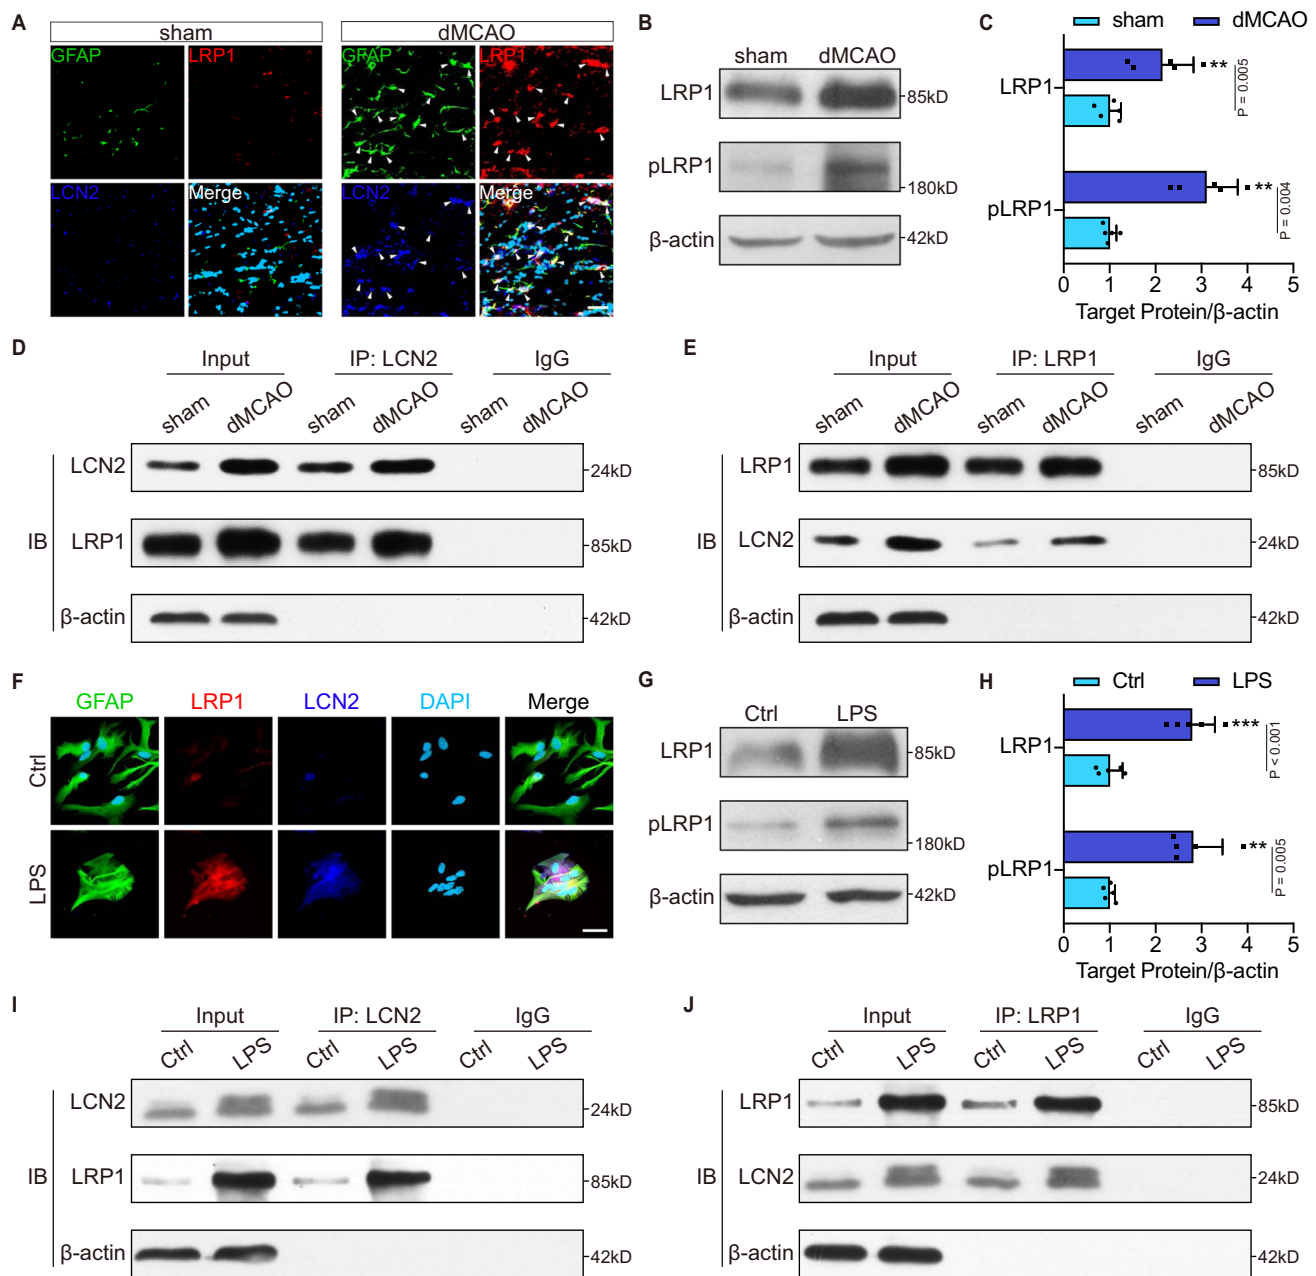 A
sham
dMCAO
GFAP
LRP1
GFAP
LRP1
LCN2
Merge
LCN2
Merge
B
sham dMCAO
LRP1
85kD
pLRP1
180kD
β-actin
42kD
C
sham dMCAO
LRP1
**
P = 0.005
pLRP1
**
P = 0.004
0 1 2 3 4 5
Target Protein/β-actin
D
Input IP: LCN2 IgG
sham dMCAO sham dMCAO sham dMCAO
IB
LCN2
24kD
LRP1
85kD
β-actin
42kD
E
Input IP: LRP1 IgG
sham dMCAO sham dMCAO sham dMCAO
IB
LRP1
85kD
LCN2
24kD
β-actin
42kD
F
GFAP LRP1 LCN2 DAPI Merge
Ctrl
LPS
G
Ctrl LPS
LRP1
85kD
pLRP1
180kD
β-actin
42kD
H
Ctrl LPS
LRP1
***
P < 0.001
pLRP1
**
P = 0.005
0 1 2 3 4 5
Target Protein/β-actin
I
Input IP: LCN2 IgG
Ctrl LPS Ctrl LPS Ctrl LPS
IB
LCN2
24kD
LRP1
85kD
β-actin
42kD
J
Input IP: LRP1 IgG
Ctrl LPS Ctrl LPS Ctrl LPS
IB
LRP1
85kD
LCN2
24kD
β-actin
42kD